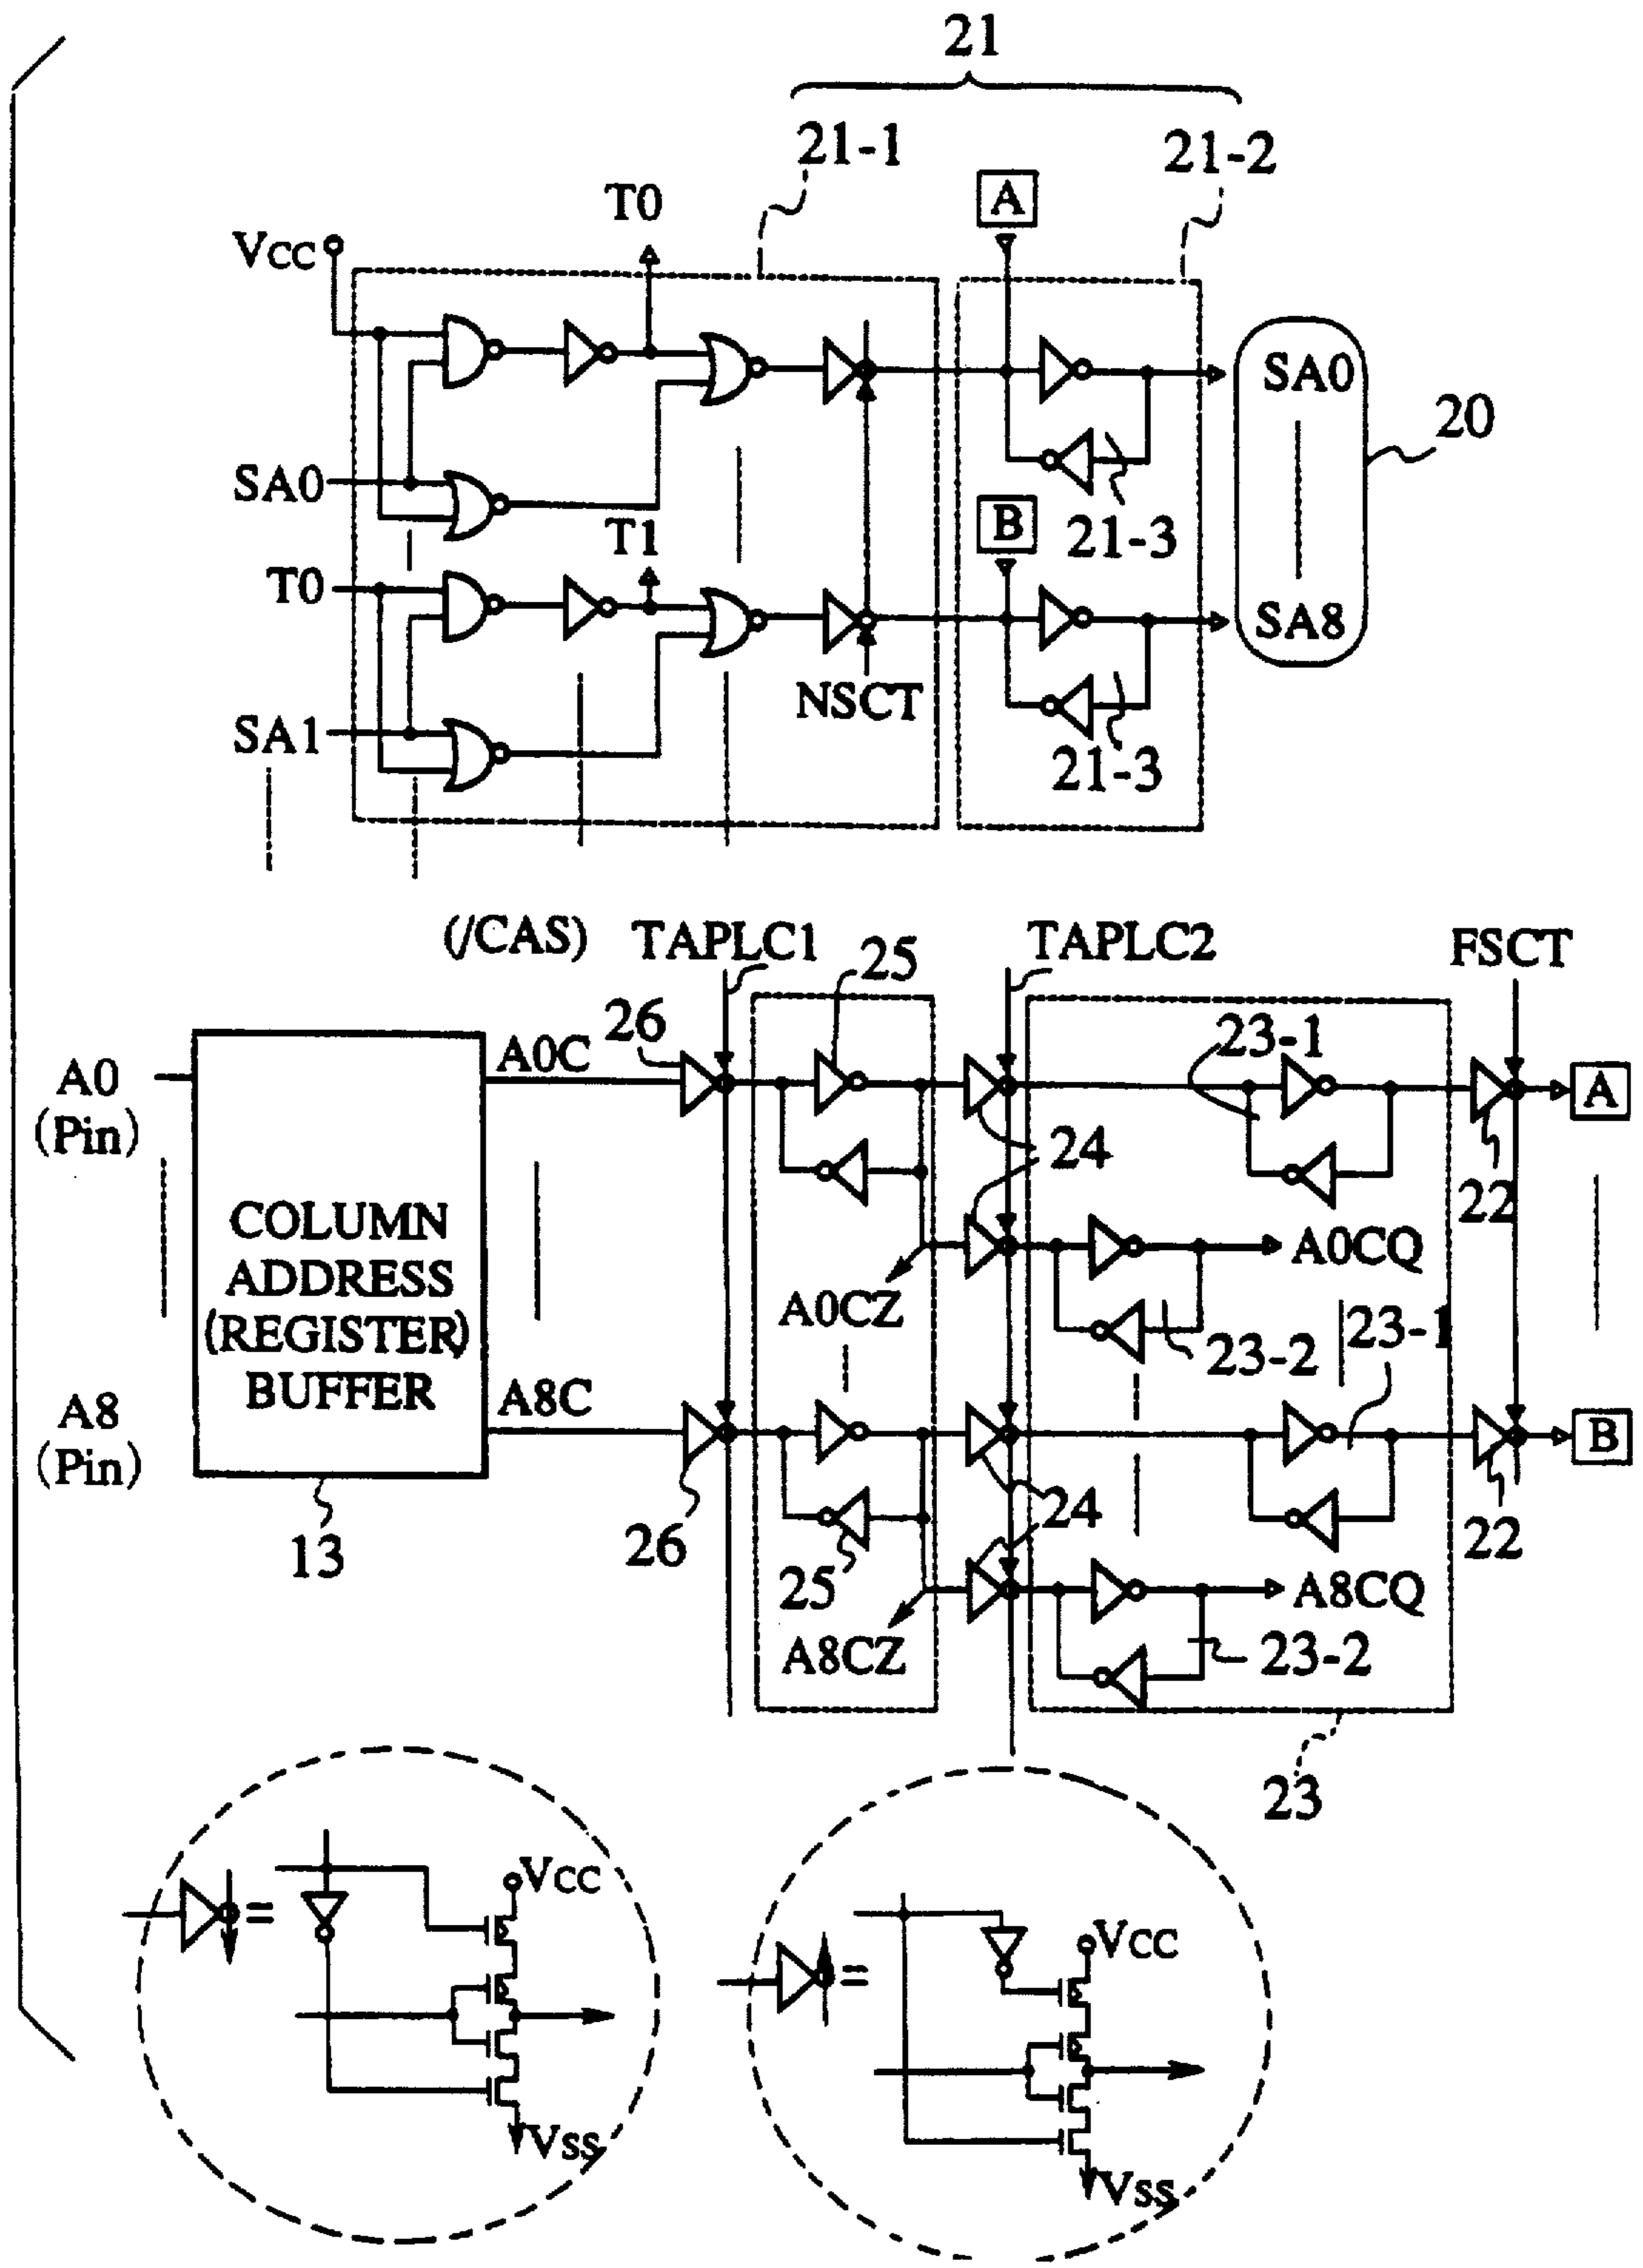 21
21-1
21-2
T0
A
VCC
SA0
20
SA0
21-3
T1
B
T0
SA8
NSCT
SA1
21-3
(/CAS)
TAPLC1
25
TAPLC2
FSCT
26
A0C
23-1
A0
(Pin)
A
24
22
COLUMN
ADDRESS
(REGISTER)
BUFFER
A0CQ
A0CZ
23-1
23-2
A8
(Pin)
A8C
B
24
26
22
13
25
A8CQ
A8CZ
23-2
23
=
VCC
VSS
=
VCC
VSS